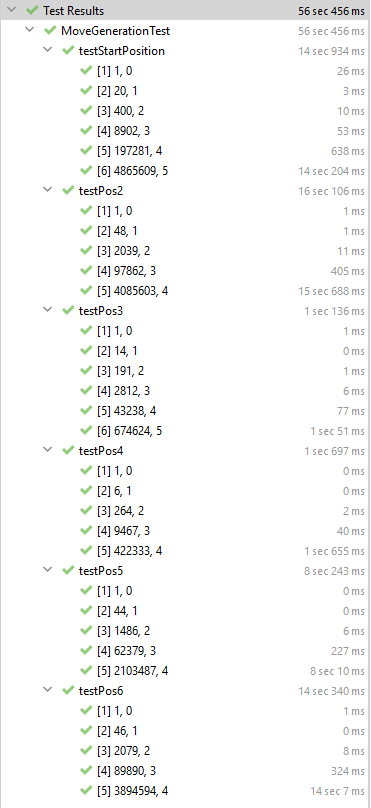 Test Results 56 sec 456 ms
MoveGenerationTest 56 sec 456 ms
testStartPosition 14 sec 934 ms
[1] 1, 0 26 ms
[2] 20, 1 3 ms
[3] 400, 2 10 ms
[4] 8902, 3 53 ms
[5] 197281, 4 638 ms
[6] 4865609, 5 14 sec 204 ms
testPos2 16 sec 106 ms
[1] 1, 0 1 ms
[2] 48, 1 1 ms
[3] 2039, 2 11 ms
[4] 97862, 3 405 ms
[5] 4085603, 4 15 sec 688 ms
testPos3 1 sec 136 ms
[1] 1, 0 1 ms
[2] 14, 1 0 ms
[3] 191, 2 1 ms
[4] 2812, 3 6 ms
[5] 43238, 4 77 ms
[6] 674624, 5 1 sec 51 ms
testPos4 1 sec 697 ms
[1] 1, 0 0 ms
[2] 6, 1 0 ms
[3] 264, 2 2 ms
[4] 9467, 3 40 ms
[5] 422333, 4 1 sec 655 ms
testPos5 8 sec 243 ms
[1] 1, 0 0 ms
[2] 44, 1 0 ms
[3] 1486, 2 6 ms
[4] 62379, 3 227 ms
[5] 2103487, 4 8 sec 10 ms
testPos6 14 sec 340 ms
[1] 1, 0 1 ms
[2] 46, 1 0 ms
[3] 2079, 2 8 ms
[4] 89890, 3 324 ms
[5] 3894594, 4 14 sec 7 ms